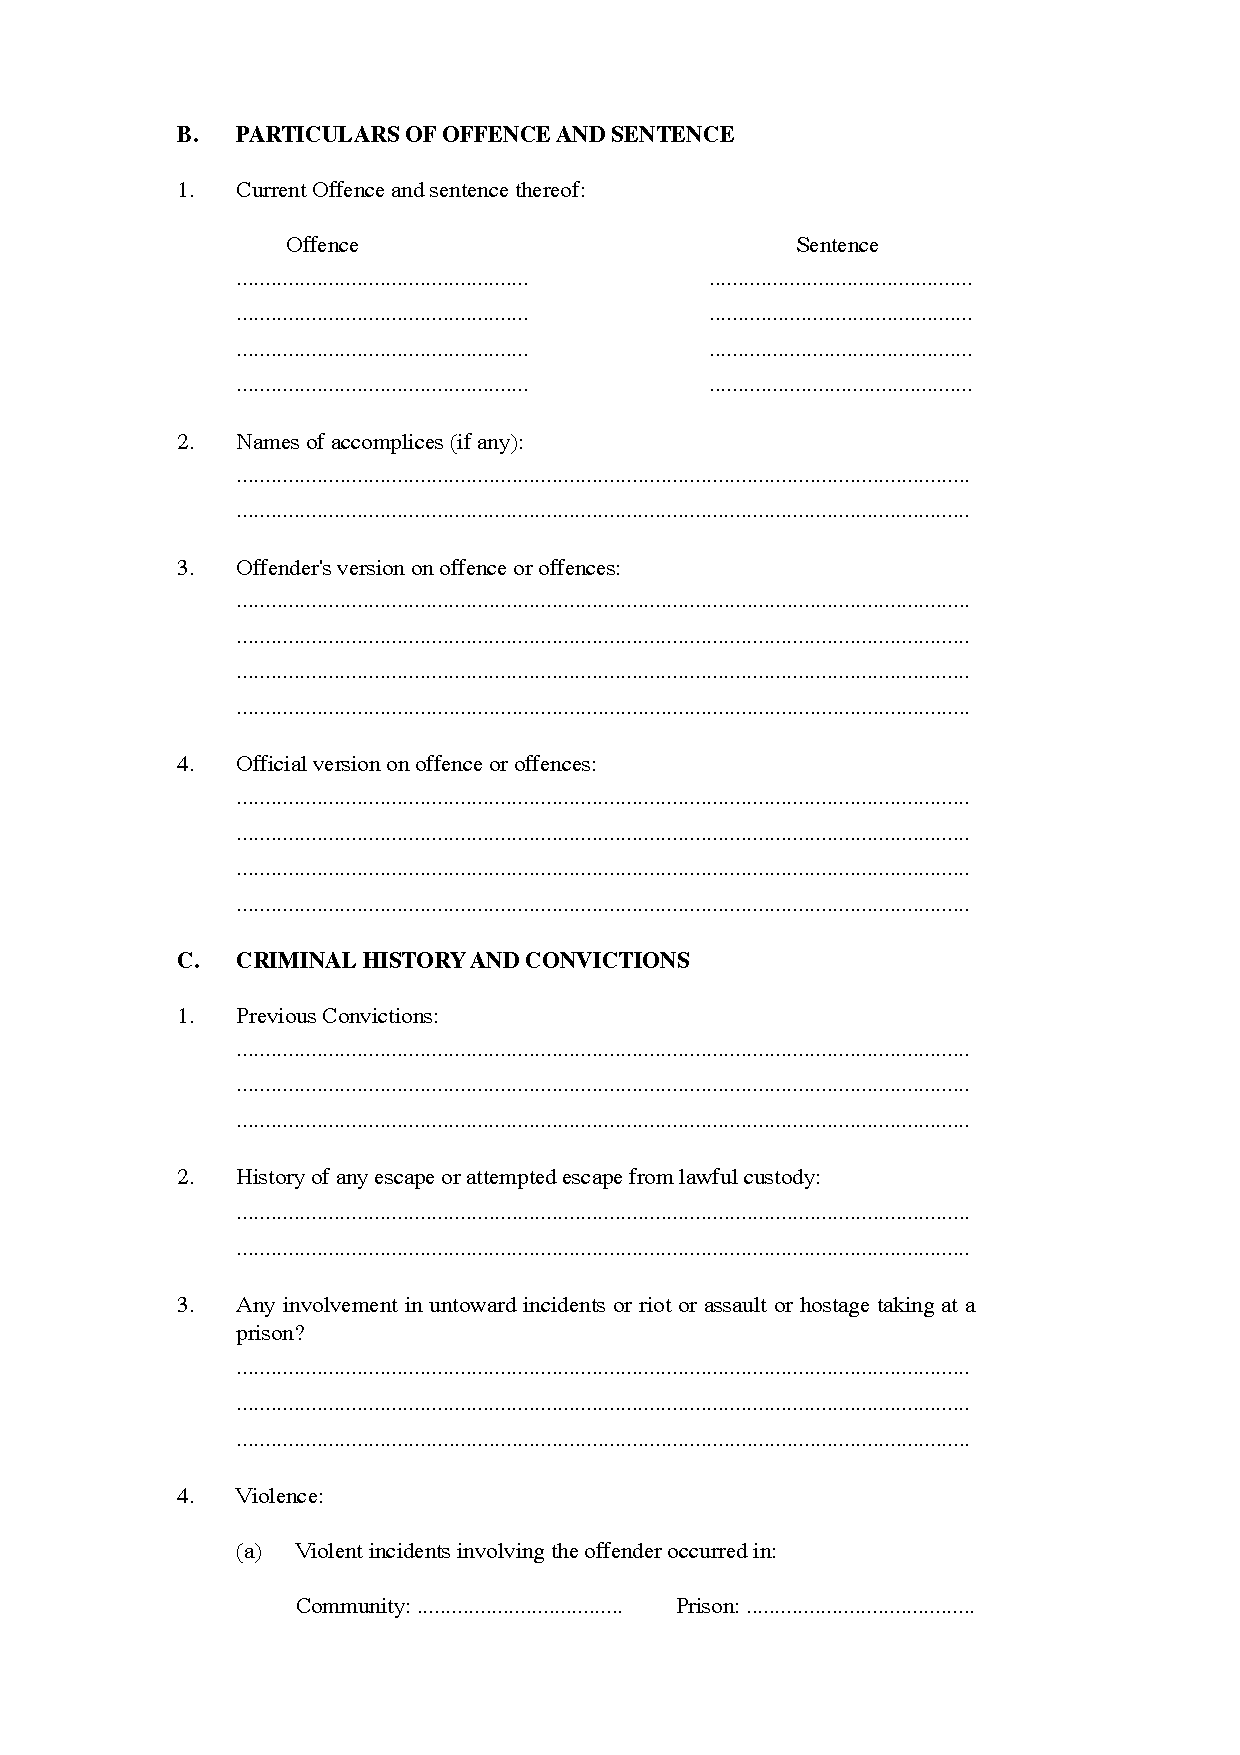 B. PARTICULARS OF OFFENCE AND SENTENCE
1. Current Offence and sentence thereof:
Offence Sentence
.................................................... ...............................................
.................................................... ...............................................
.................................................... ...............................................
.................................................... ...............................................
2. Names of accomplices (if any):
..................................................................................................................................
..................................................................................................................................
3. Offender's version on offence or offences:
..................................................................................................................................
..................................................................................................................................
..................................................................................................................................
..................................................................................................................................
4. Official version on offence or offences:
..................................................................................................................................
..................................................................................................................................
..................................................................................................................................
..................................................................................................................................
C. CRIMINAL HISTORY AND CONVICTIONS
1. Previous Convictions:
..................................................................................................................................
..................................................................................................................................
..................................................................................................................................
2. History of any escape or attempted escape from lawful custody:
..................................................................................................................................
..................................................................................................................................
3. Any involvement in untoward incidents or riot or assault or hostage taking at a
prison?
..................................................................................................................................
..................................................................................................................................
..................................................................................................................................
4. Violence:
(a) Violent incidents involving the offender occurred in:
Community: .................................... Prison: ........................................